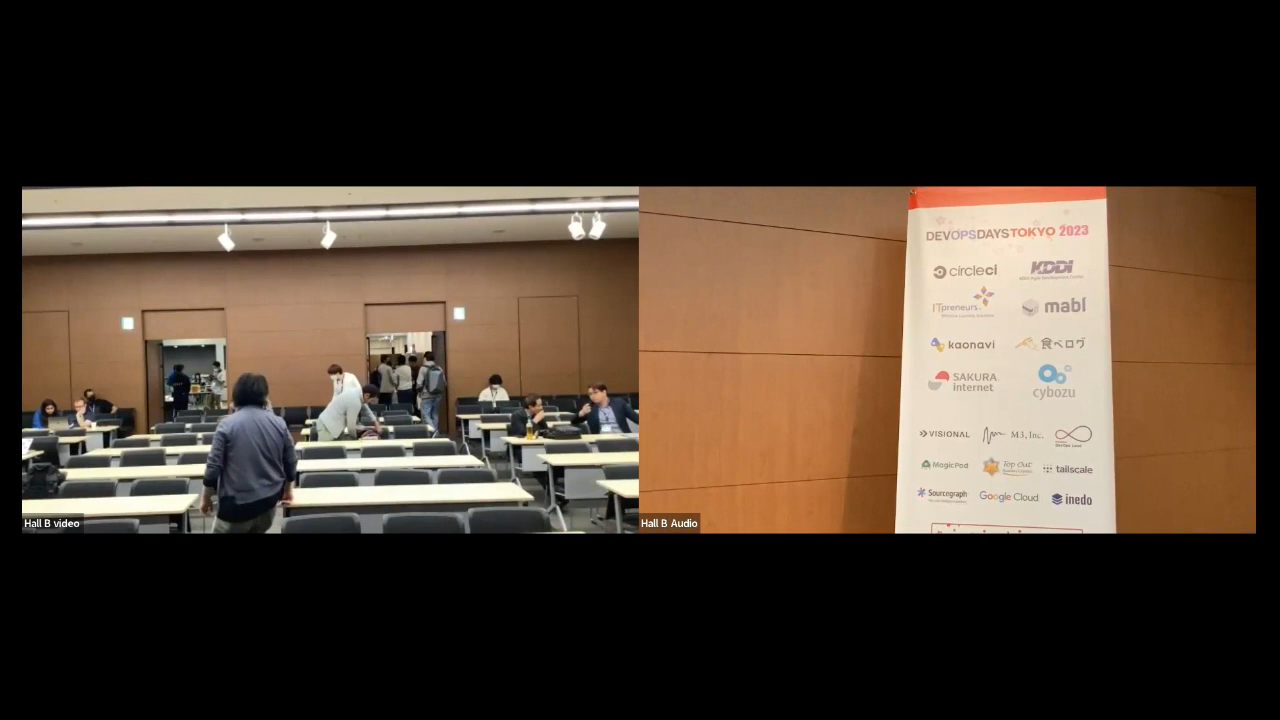 Hall B video
DEVOPSDAYSTOKYO 2023
circleci
KDDI
ITpreneurs
mabl
kaonavi
食べログ
SAKURA internet
cybozu
VISIONAL
M3, Inc.
MagicPod
Top Out
tailscale
Sourcegraph
Google Cloud
inedo
Hall B Audio